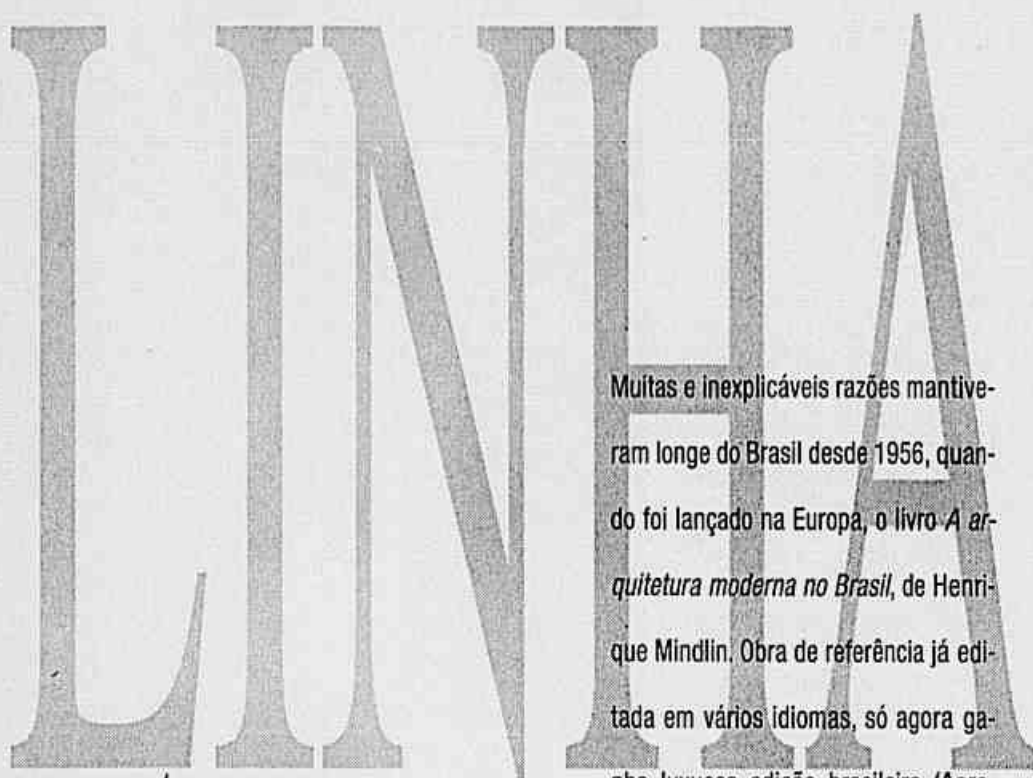 LINHA
Muitas e inexplicáveis razões mantive-
ram longe do Brasil desde 1956, quan-
do foi lançado na Europa, o livro A ar-
quitetura moderna no Brasil, de Henri-
que Mindlin. Obra de referência já edi-
tada em vários idiomas, só agora ga-